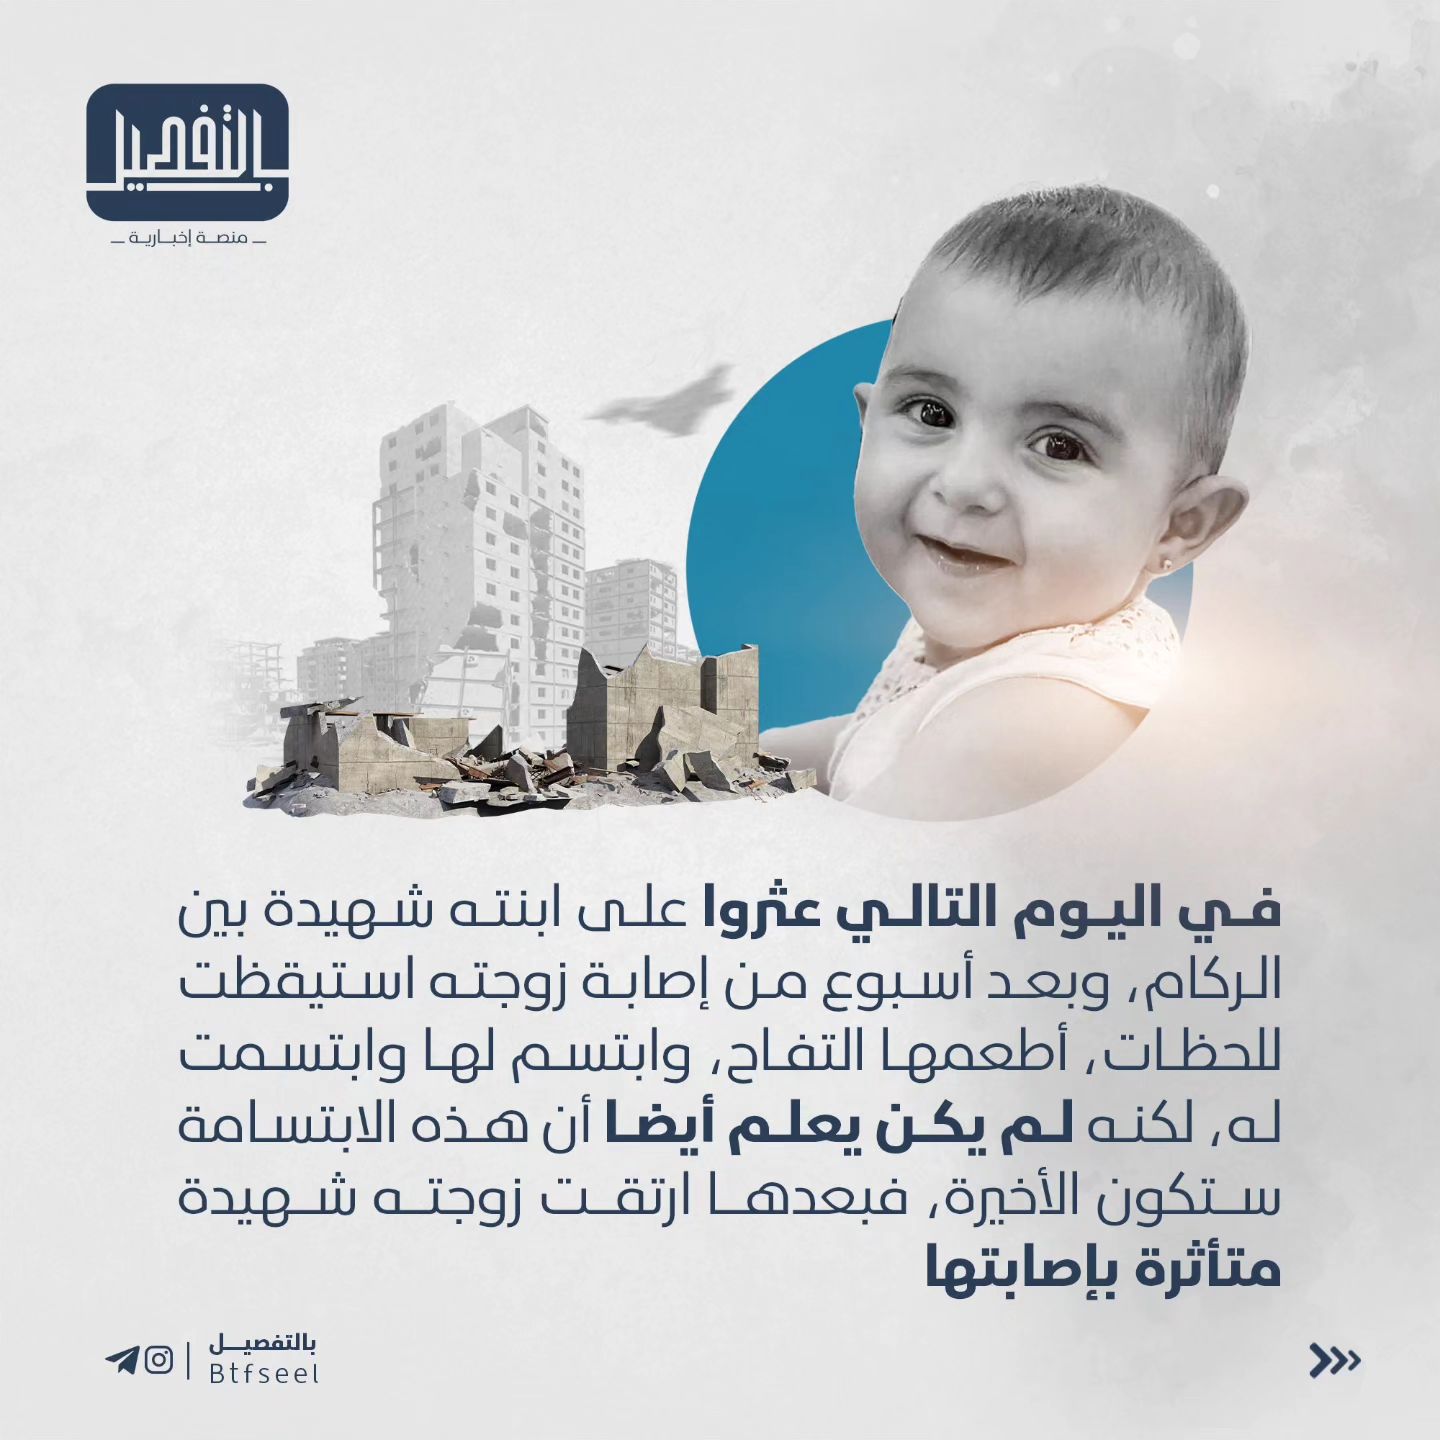 بالتفصيل
منصة إخبارية
في اليوم التالي عثروا على ابنته شهيدة بين
الركام، وبعد أسبوع من إصابة زوجته استيقظت
للحظات، أطعمها التفاح، وابتسم لها وابتسمت
له، لكنه لم يكن يعلم أيضا أن هذه الابتسامة
ستكون الأخيرة، فبعدها ارتقت زوجته شهيدة
متأثرة بإصابتها
بالتفصيل
Btfseel